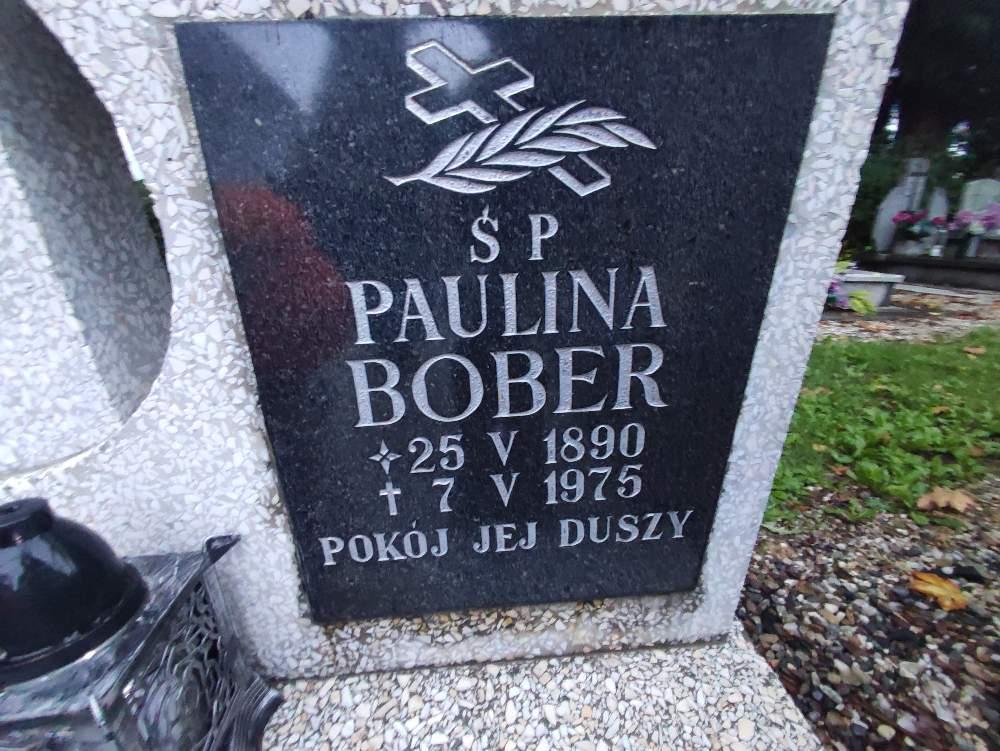 Ś P
PAULINA
BOBER
25 V 1890
7 V 1975
POKÓJ JEJ DUSZY